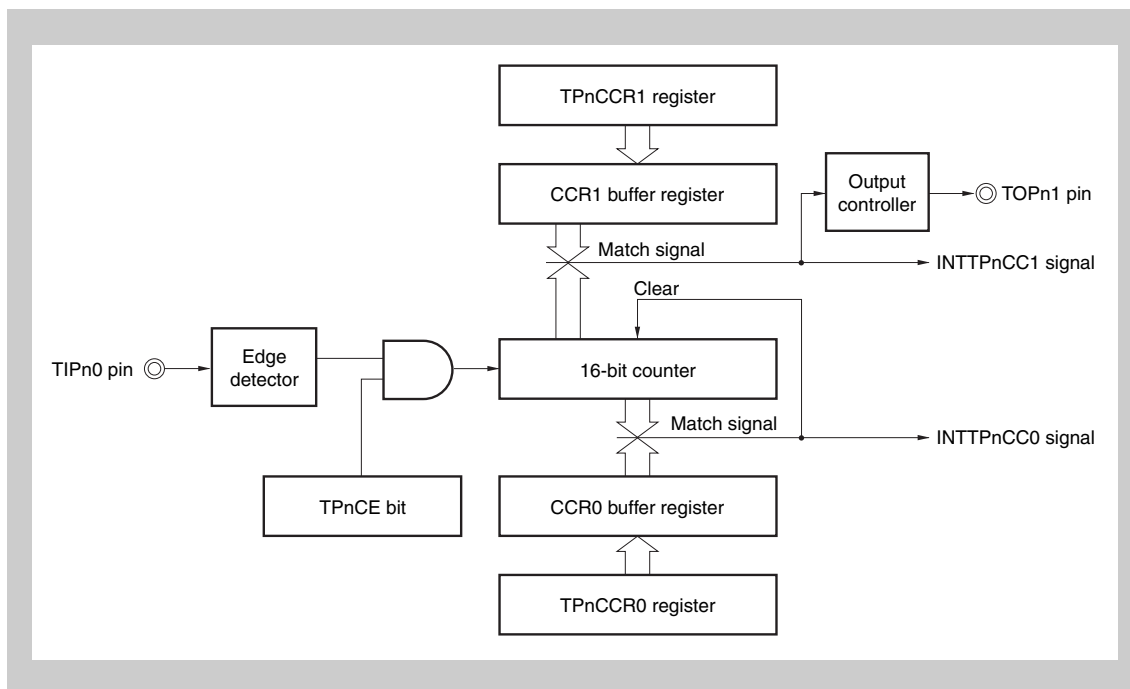 TPnCCR1 register
CCR1 buffer register
Output
controller
TOPn1 pin
Match signal
INTTPnCC1 signal
Clear
TIPn0 pin
Edge
detector
16-bit counter
Match signal
INTTPnCC0 signal
TPnCE bit
CCR0 buffer register
TPnCCR0 register